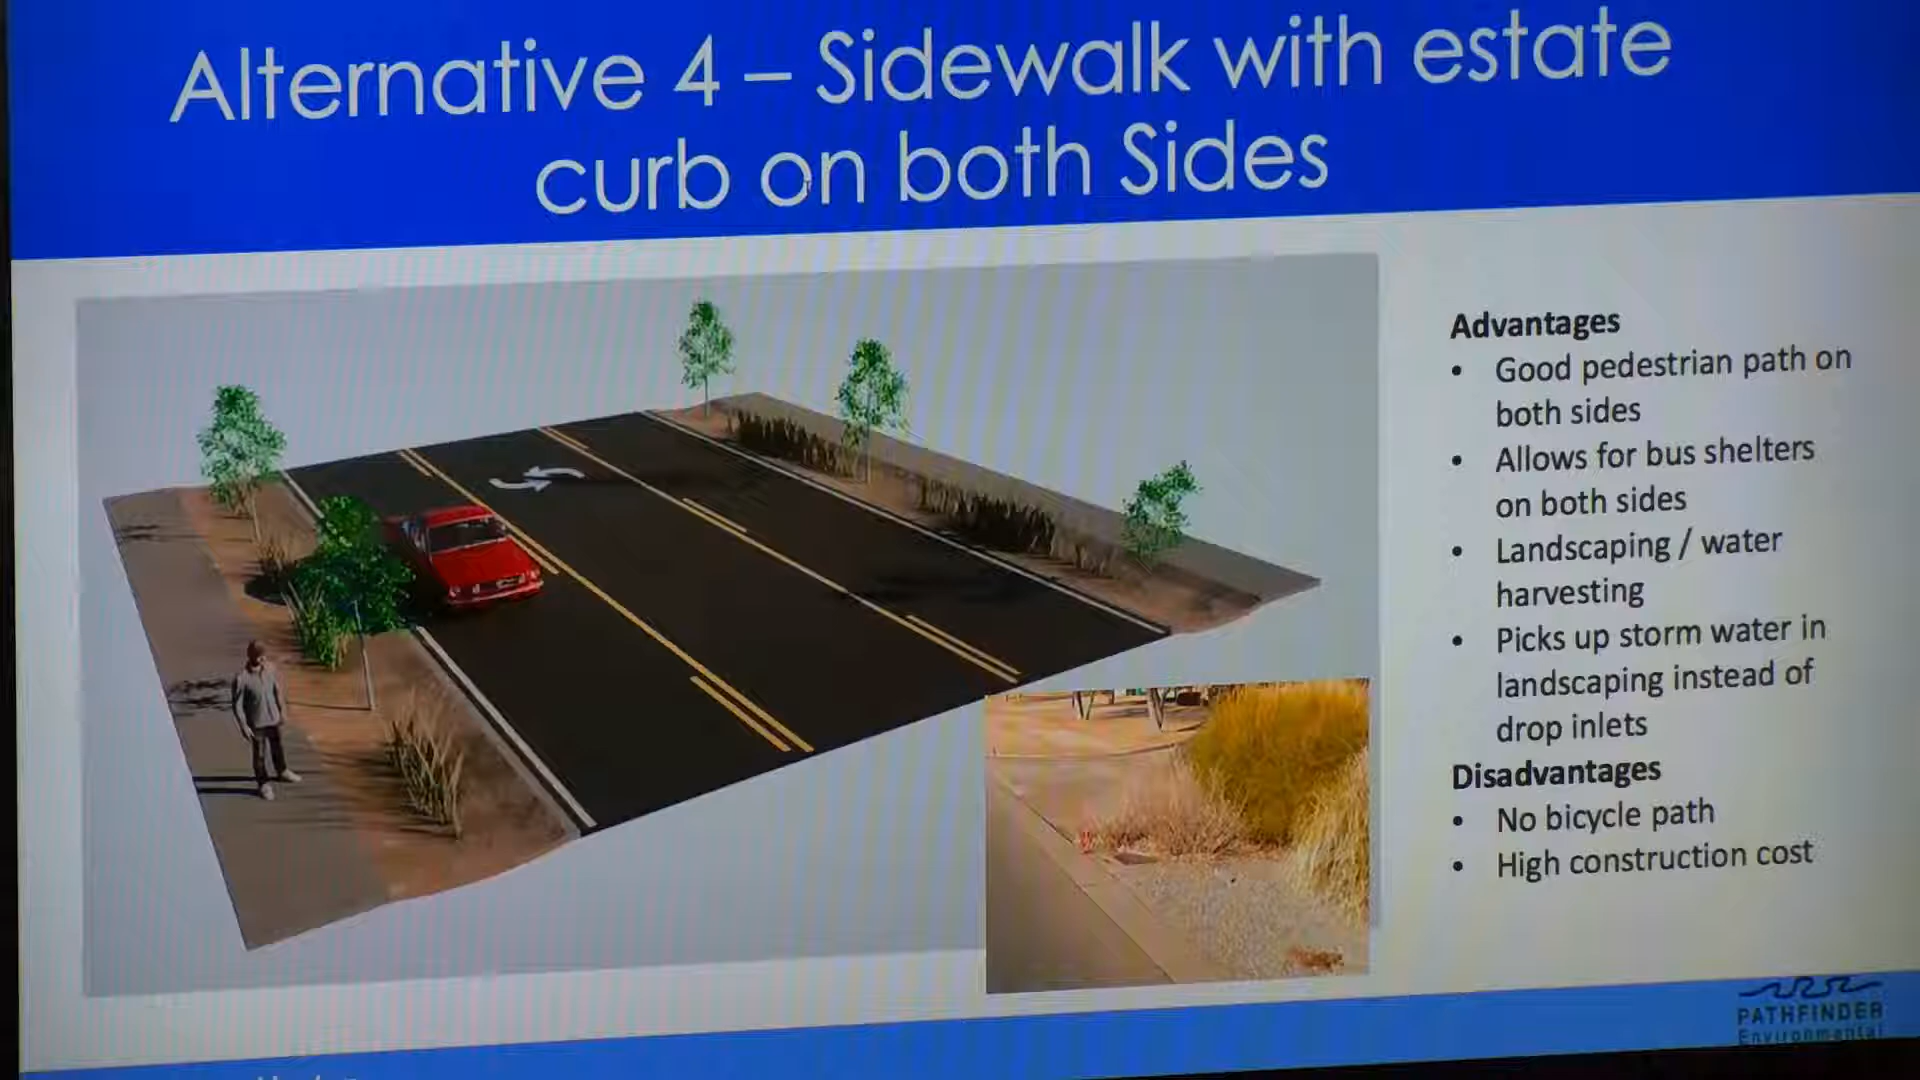 Alternative 4 – Sidewalk with estate
curb on both Sides
Advantages
• Good pedestrian path on
both sides
• Allows for bus shelters
on both sides
• Landscaping / water
harvesting
• Picks up storm water in
landscaping instead of
drop inlets
Disadvantages
• No bicycle path
• High construction cost
PATHFINDER
Environmental